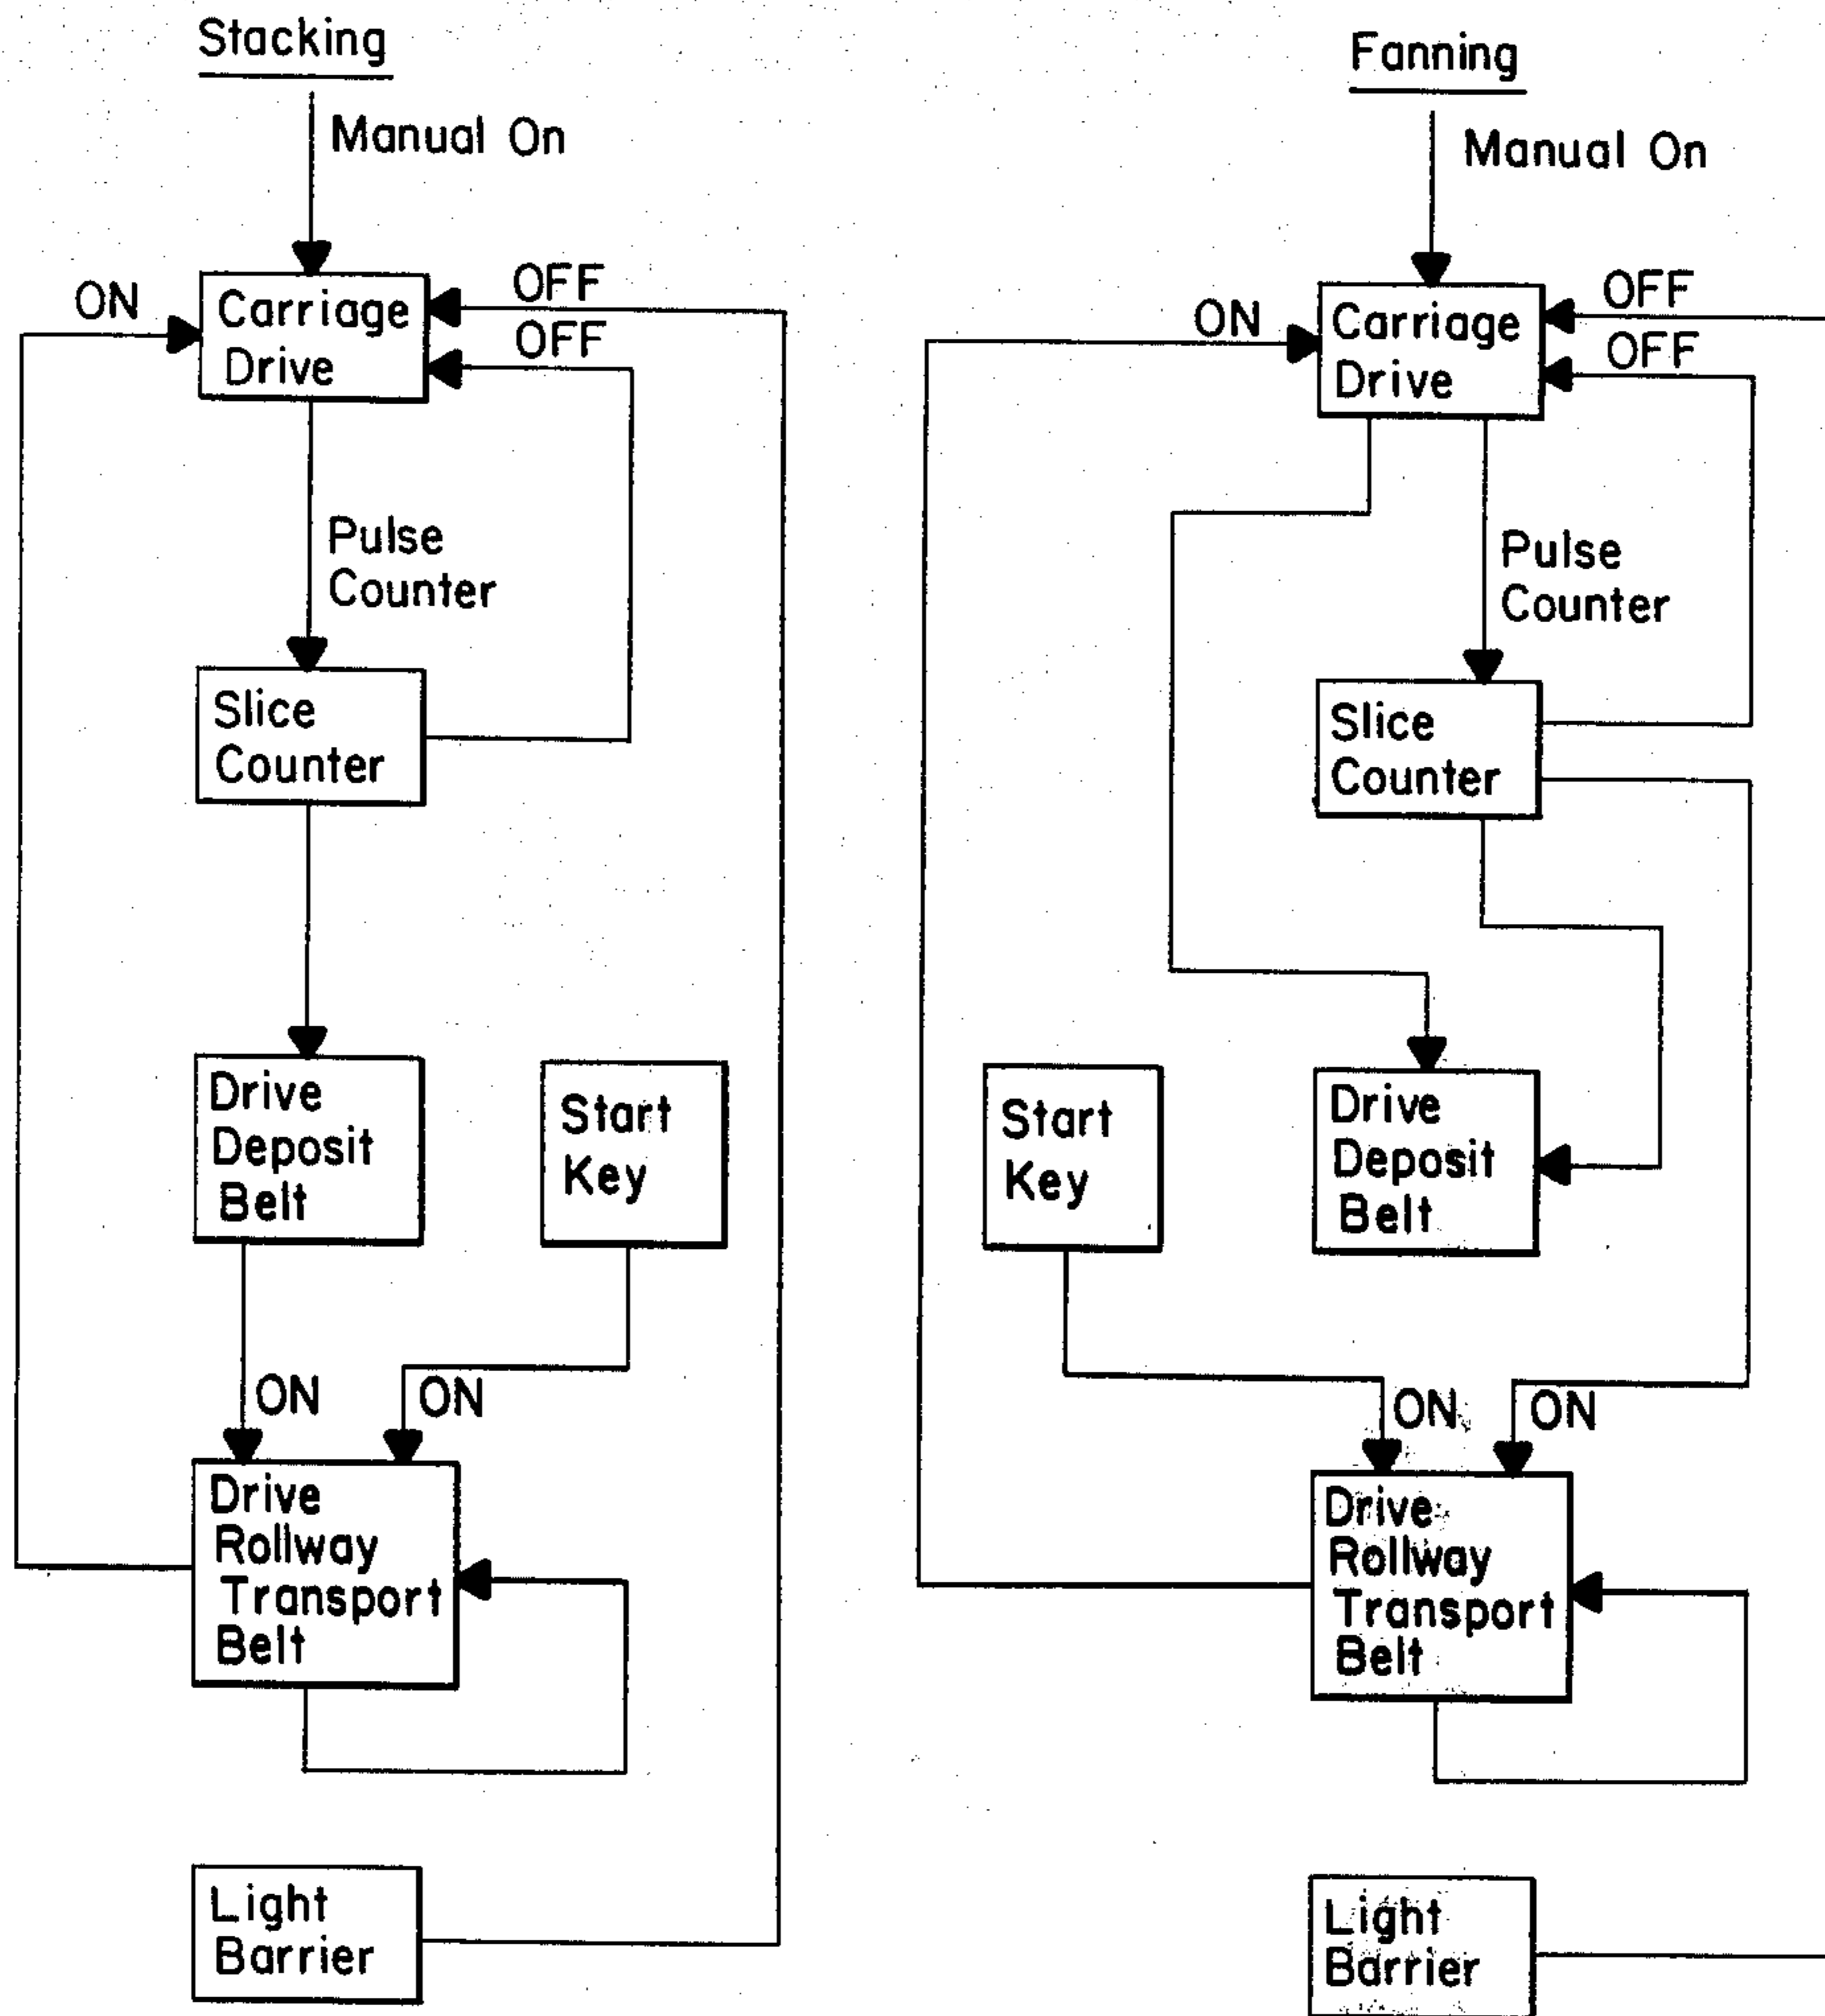 Stacking
Manual On
ON
OFF
Carriage
Drive
OFF
Pulse
Counter
Slice
Counter
Drive
Deposit
Belt
Start
Key
ON
ON
Drive
Rollway
Transport
Belt
Light
Barrier
Fanning
Manual On
ON
OFF
Carriage
Drive
OFF
Pulse
Counter
Slice
Counter
Start
Key
Drive
Deposit
Belt
ON
ON
Drive
Rollway
Transport
Belt
Light
Barrier